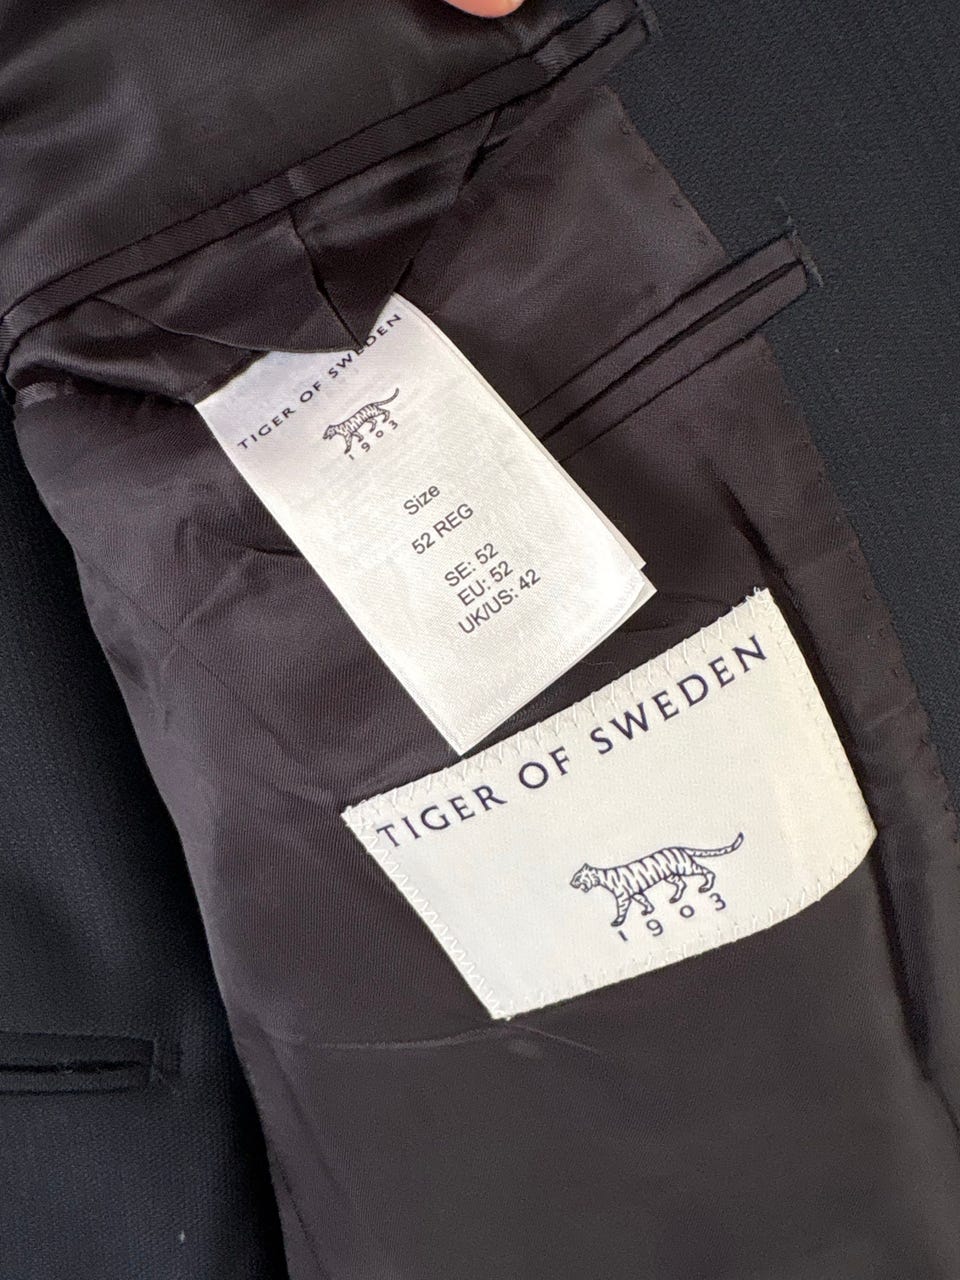 TIGER OF SWEDEN
1903
Size
52 REG
SE: 52
EU: 52
UK/US: 42
TIGER OF SWEDEN
1903